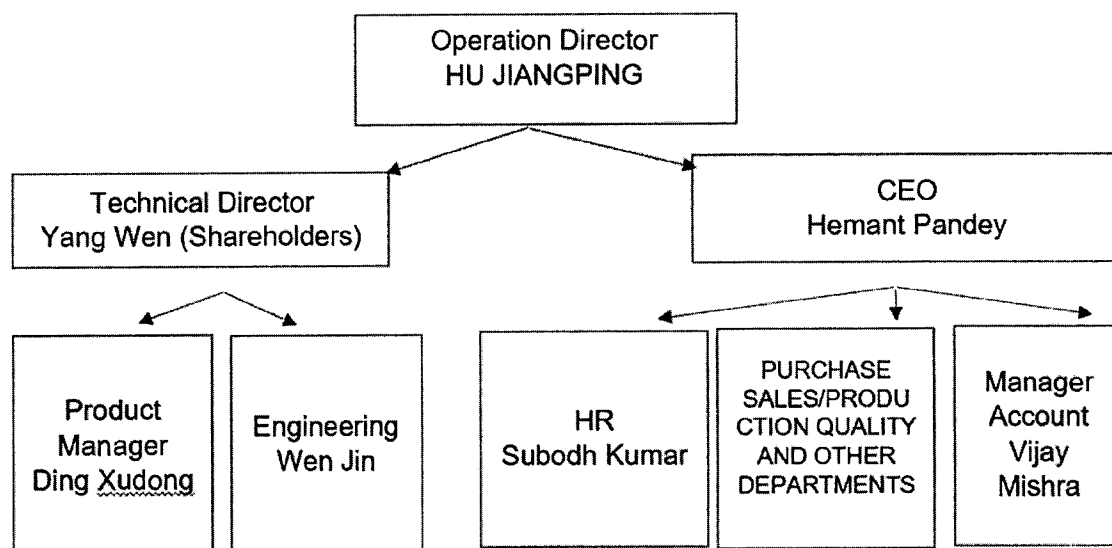 Operation Director
HU JIANGPING
Technical Director
Yang Wen (Shareholders)
CEO
Hemant Pandey
Product
Manager
Ding Xudong
Engineering
Wen Jin
HR
Subodh Kumar
PURCHASE
SALES/PRODU
CTION QUALITY
AND OTHER
DEPARTMENTS
Manager
Account
Vijay
Mishra